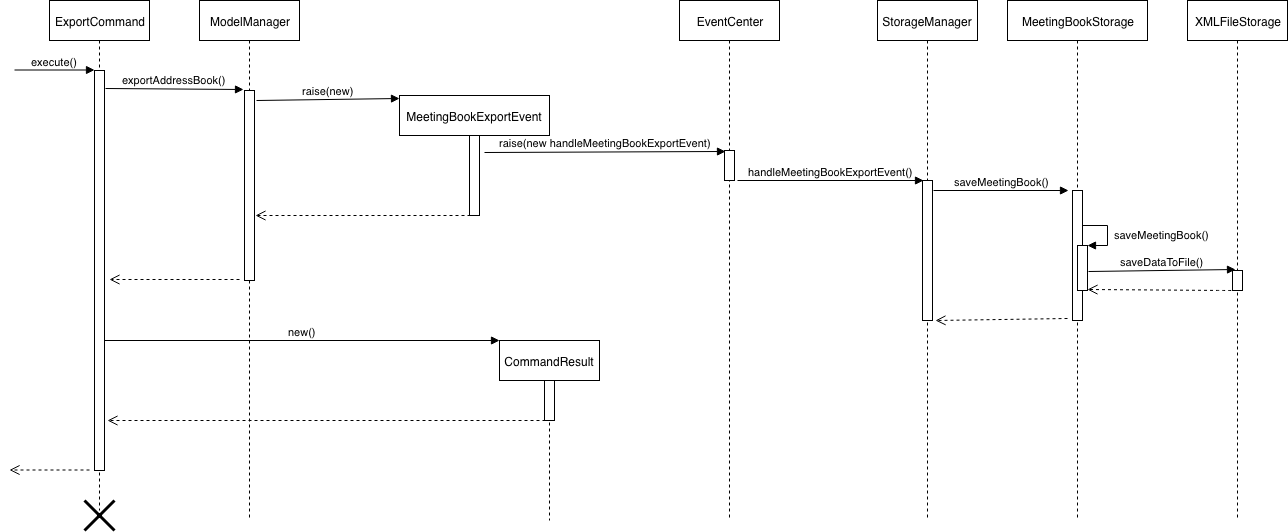 ExportCommand
ModelManager
EventCenter
StorageManager
MeetingBookStorage
XMLFileStorage
execute()
exportAddressBook()
raise(new)
MeetingBookExportEvent
raise(new handleMeetingBookExportEvent)
handleMeetingBookExportEvent()
saveMeetingBook()
saveMeetingBook()
saveDataToFile()
new()
CommandResult